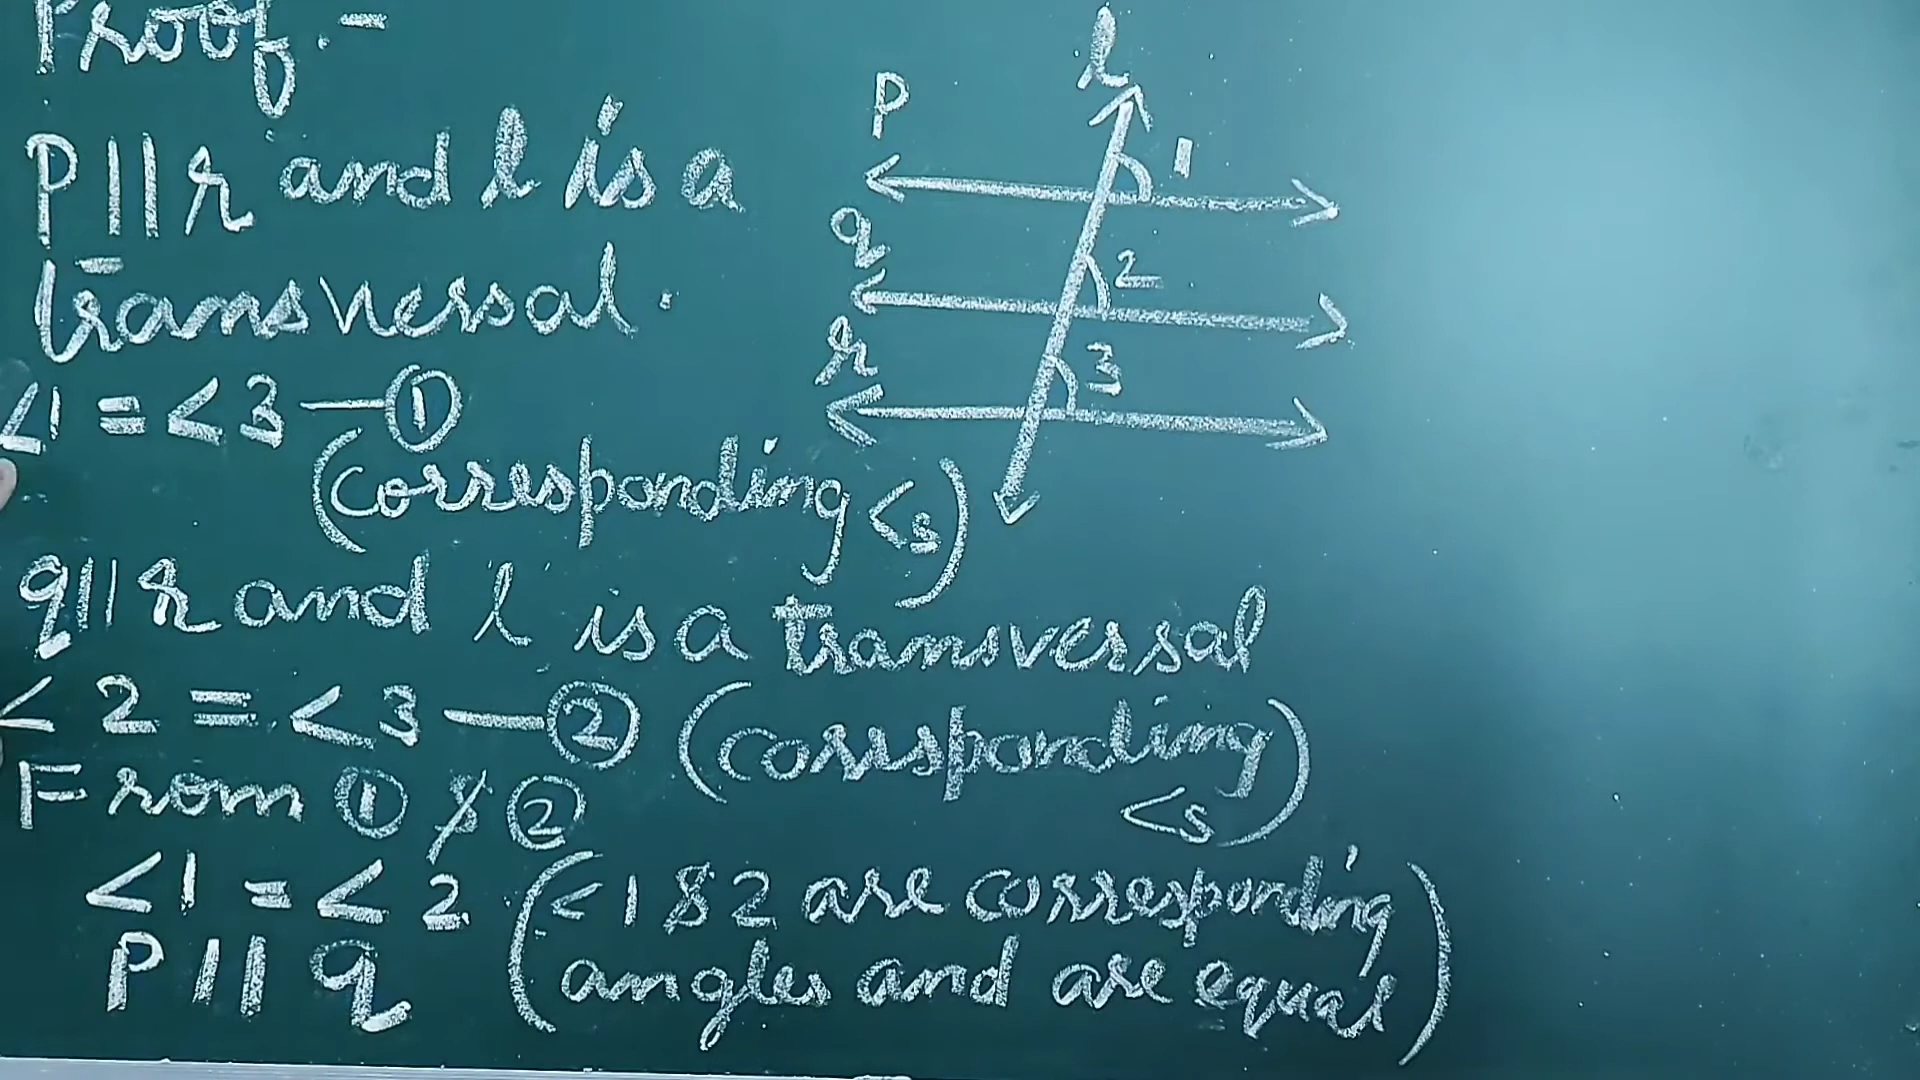 Proof :-
P || r and l is a
transversal.
<1 = <3 — ①
(corresponding <s)
q || r and l is a transversal
< 2 = <3 — ② (corresponding
<s)
From ① & ②
<1 = < 2 (< 1 & 2 are corresponding
P || q angles and are equal)
l
P
1
q
2
r
3